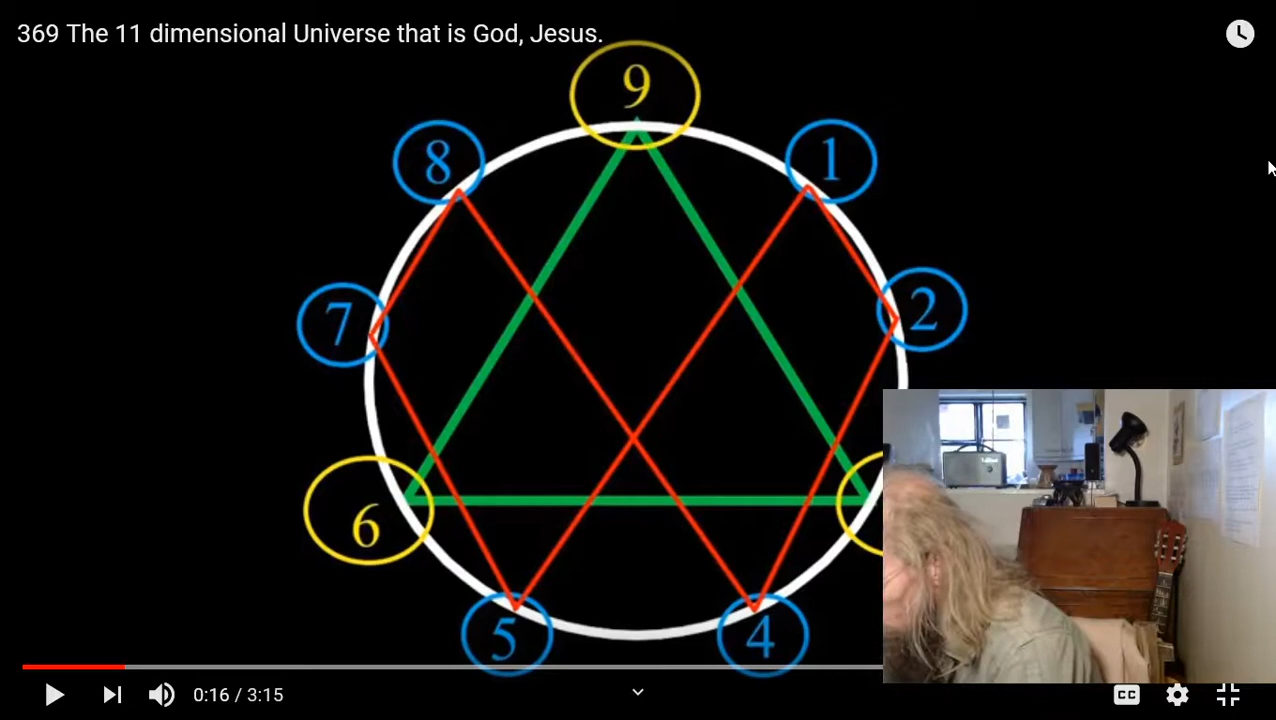 369 The 11 dimensional Universe that is God, Jesus.
9
8
1
7
2
6
5
4
0:16 / 3:15
CC